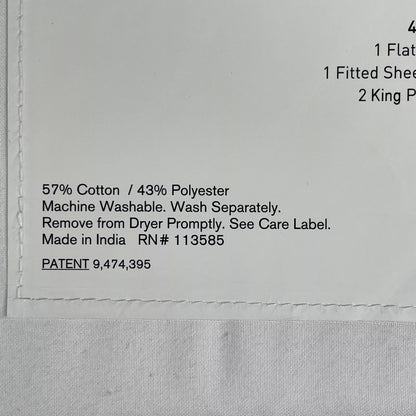 4
1 Flat
1 Fitted Shee
2 King P
57% Cotton / 43% Polyester
Machine Washable. Wash Separately.
Remove from Dryer Promptly. See Care Label.
Made in India RN# 113585
PATENT 9,474,395